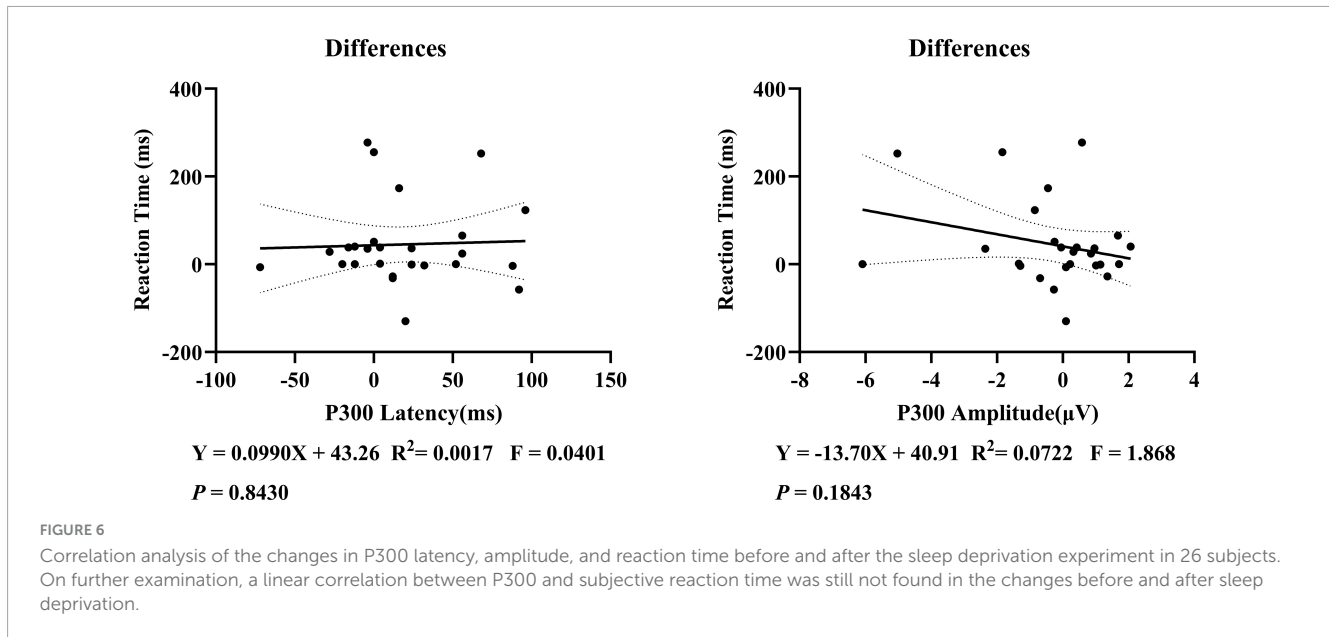 Differences
400
200
0
-200
Reaction Time (ms)
-100
-50
0
50
100
150
P300 Latency(ms)
Y = 0.0990X + 43.26 R²= 0.0017 F = 0.0401
P = 0.8430
Differences
400
200
0
-200
Reaction Time (ms)
-8
-6
-4
-2
0
2
4
P300 Amplitude(μV)
Y = -13.70X + 40.91 R²= 0.0722 F = 1.868
P = 0.1843
FIGURE 6
Correlation analysis of the changes in P300 latency, amplitude, and reaction time before and after the sleep deprivation experiment in 26 subjects.
On further examination, a linear correlation between P300 and subjective reaction time was still not found in the changes before and after sleep
deprivation.